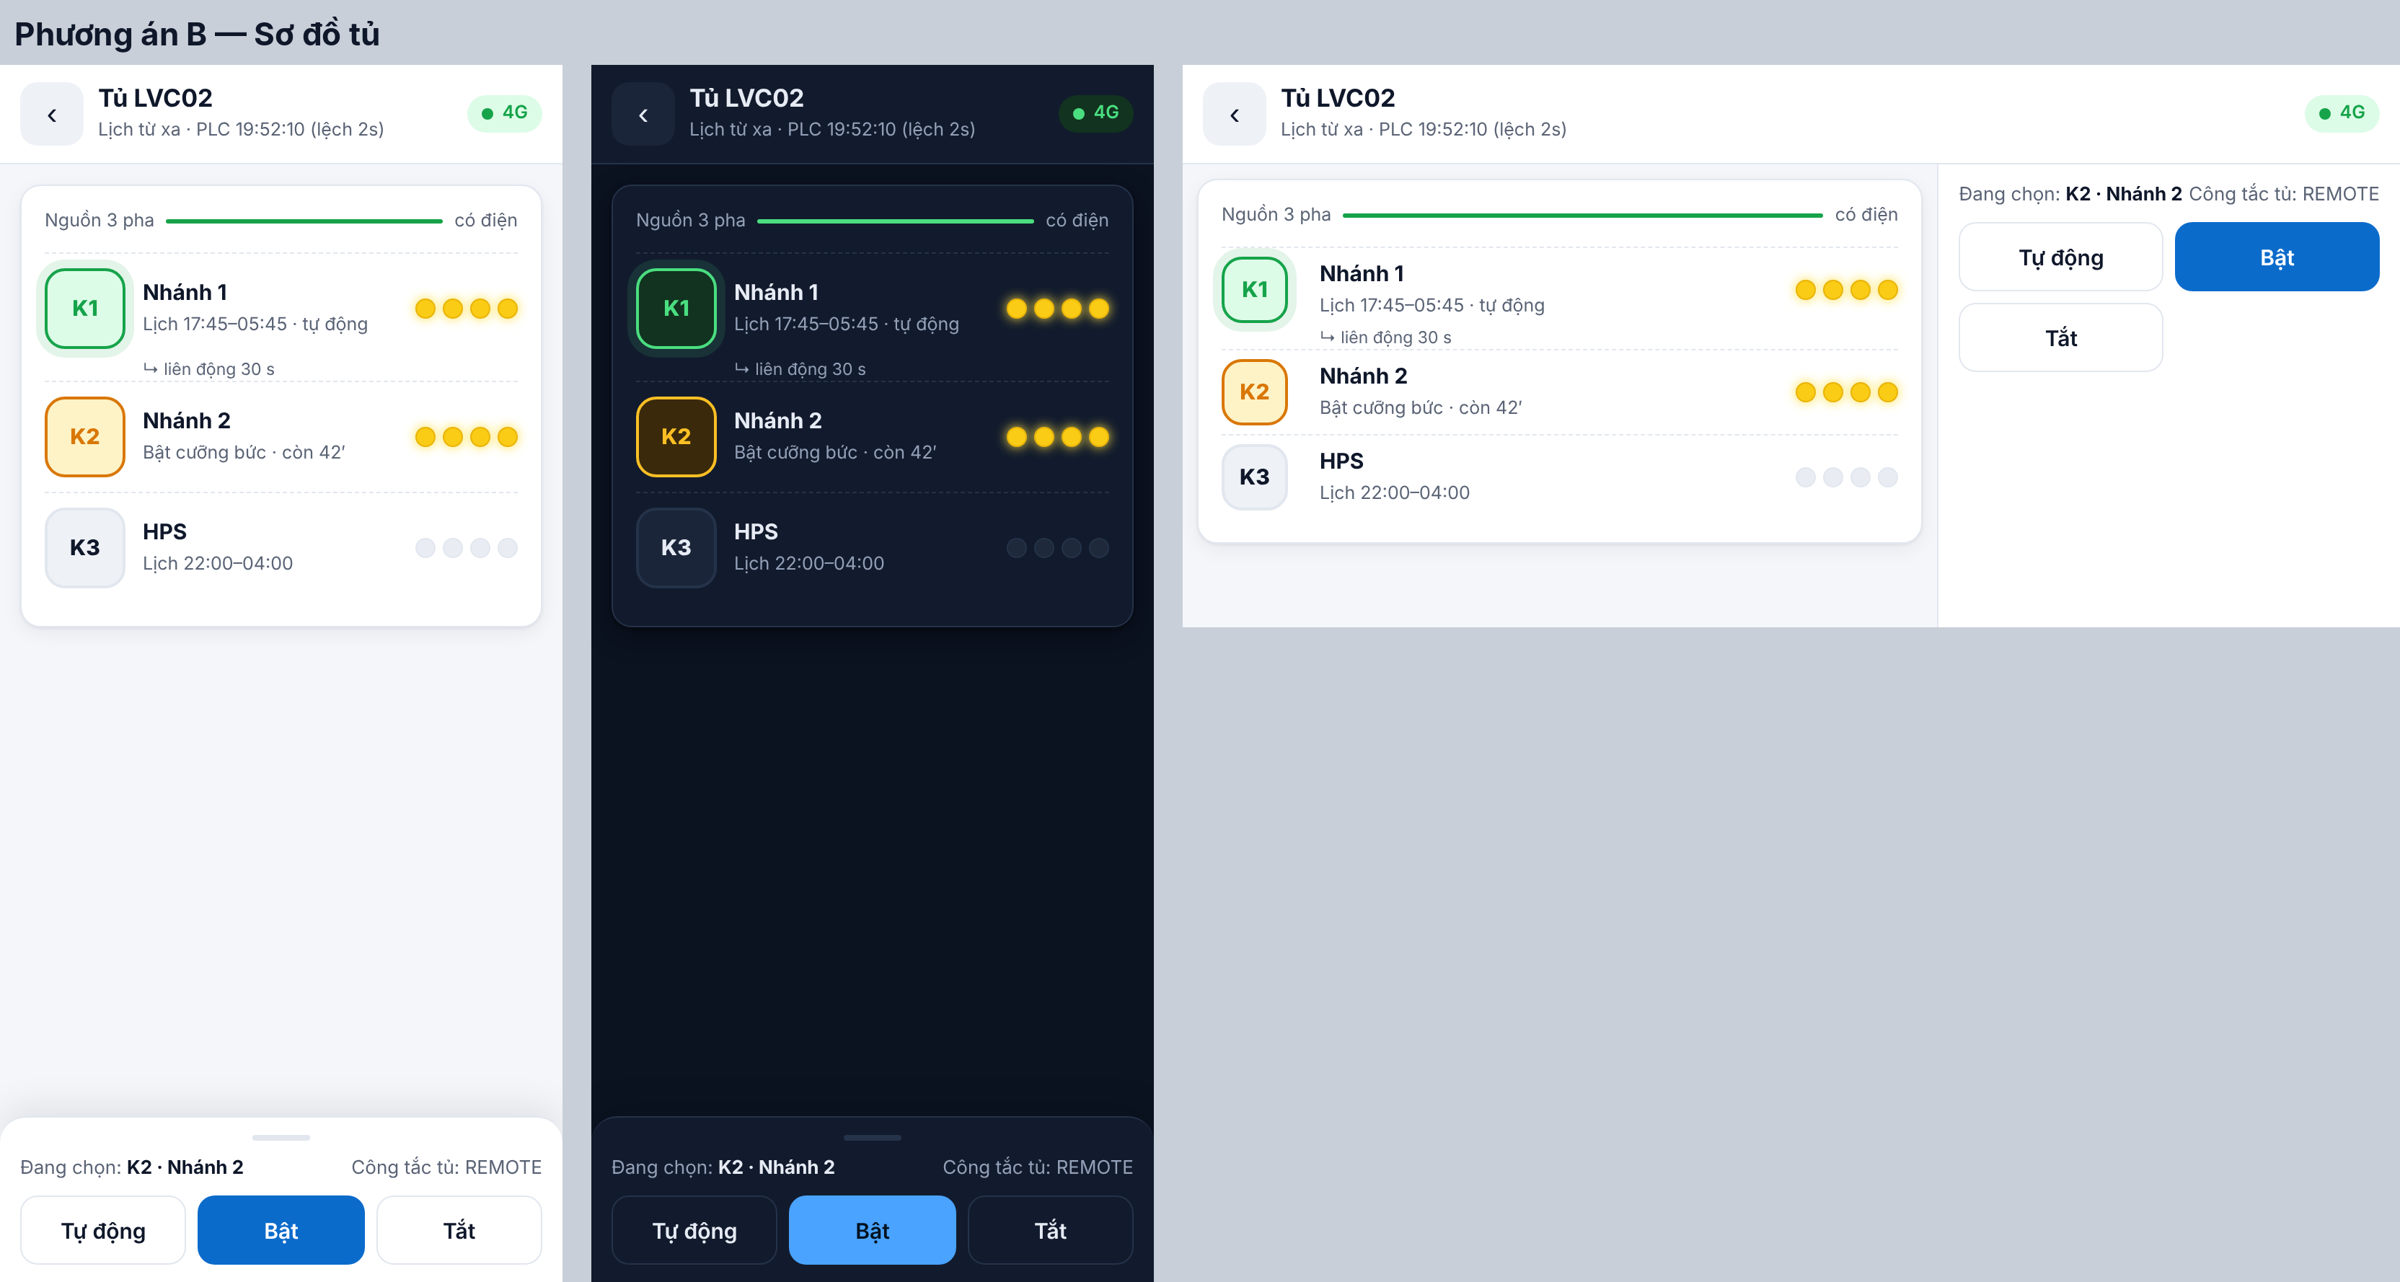 Phương án B — Sơ đồ tủ
‹
Tủ LVC02
Lịch từ xa · PLC 19:52:10 (lệch 2s)
4G
Nguồn 3 pha
có điện
K1
Nhánh 1
Lịch 17:45–05:45 · tự động
↳ liên động 30 s
K2
Nhánh 2
Bật cưỡng bức · còn 42′
K3
HPS
Lịch 22:00–04:00
Đang chọn: K2 · Nhánh 2
Công tắc tủ: REMOTE
Tự động
Bật
Tắt
‹
Tủ LVC02
Lịch từ xa · PLC 19:52:10 (lệch 2s)
4G
Nguồn 3 pha
có điện
K1
Nhánh 1
Lịch 17:45–05:45 · tự động
↳ liên động 30 s
K2
Nhánh 2
Bật cưỡng bức · còn 42′
K3
HPS
Lịch 22:00–04:00
Đang chọn: K2 · Nhánh 2
Công tắc tủ: REMOTE
Tự động
Bật
Tắt
‹
Tủ LVC02
Lịch từ xa · PLC 19:52:10 (lệch 2s)
4G
Nguồn 3 pha
có điện
K1
Nhánh 1
Lịch 17:45–05:45 · tự động
↳ liên động 30 s
K2
Nhánh 2
Bật cưỡng bức · còn 42′
K3
HPS
Lịch 22:00–04:00
Đang chọn: K2 · Nhánh 2 Công tắc tủ: REMOTE
Tự động
Bật
Tắt